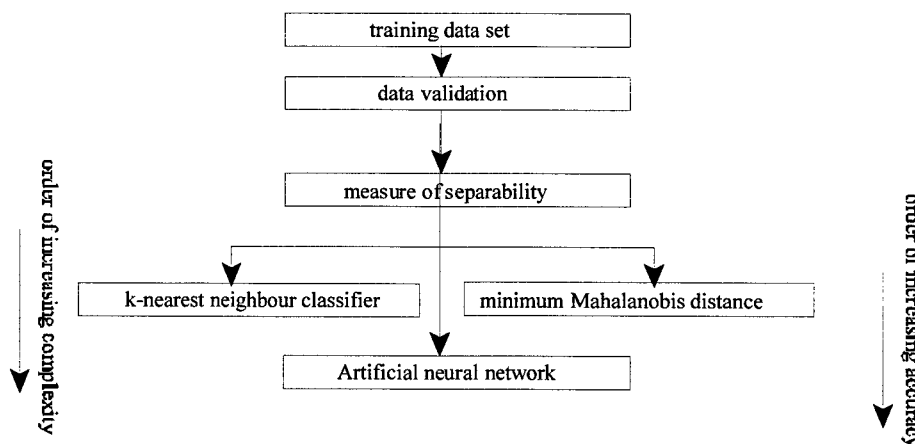 training data set
data validation
measure of separability
k-nearest neighbour classifier
minimum Mahalanobis distance
Artificial neural network
order of increasing complexity
order of increasing accuracy